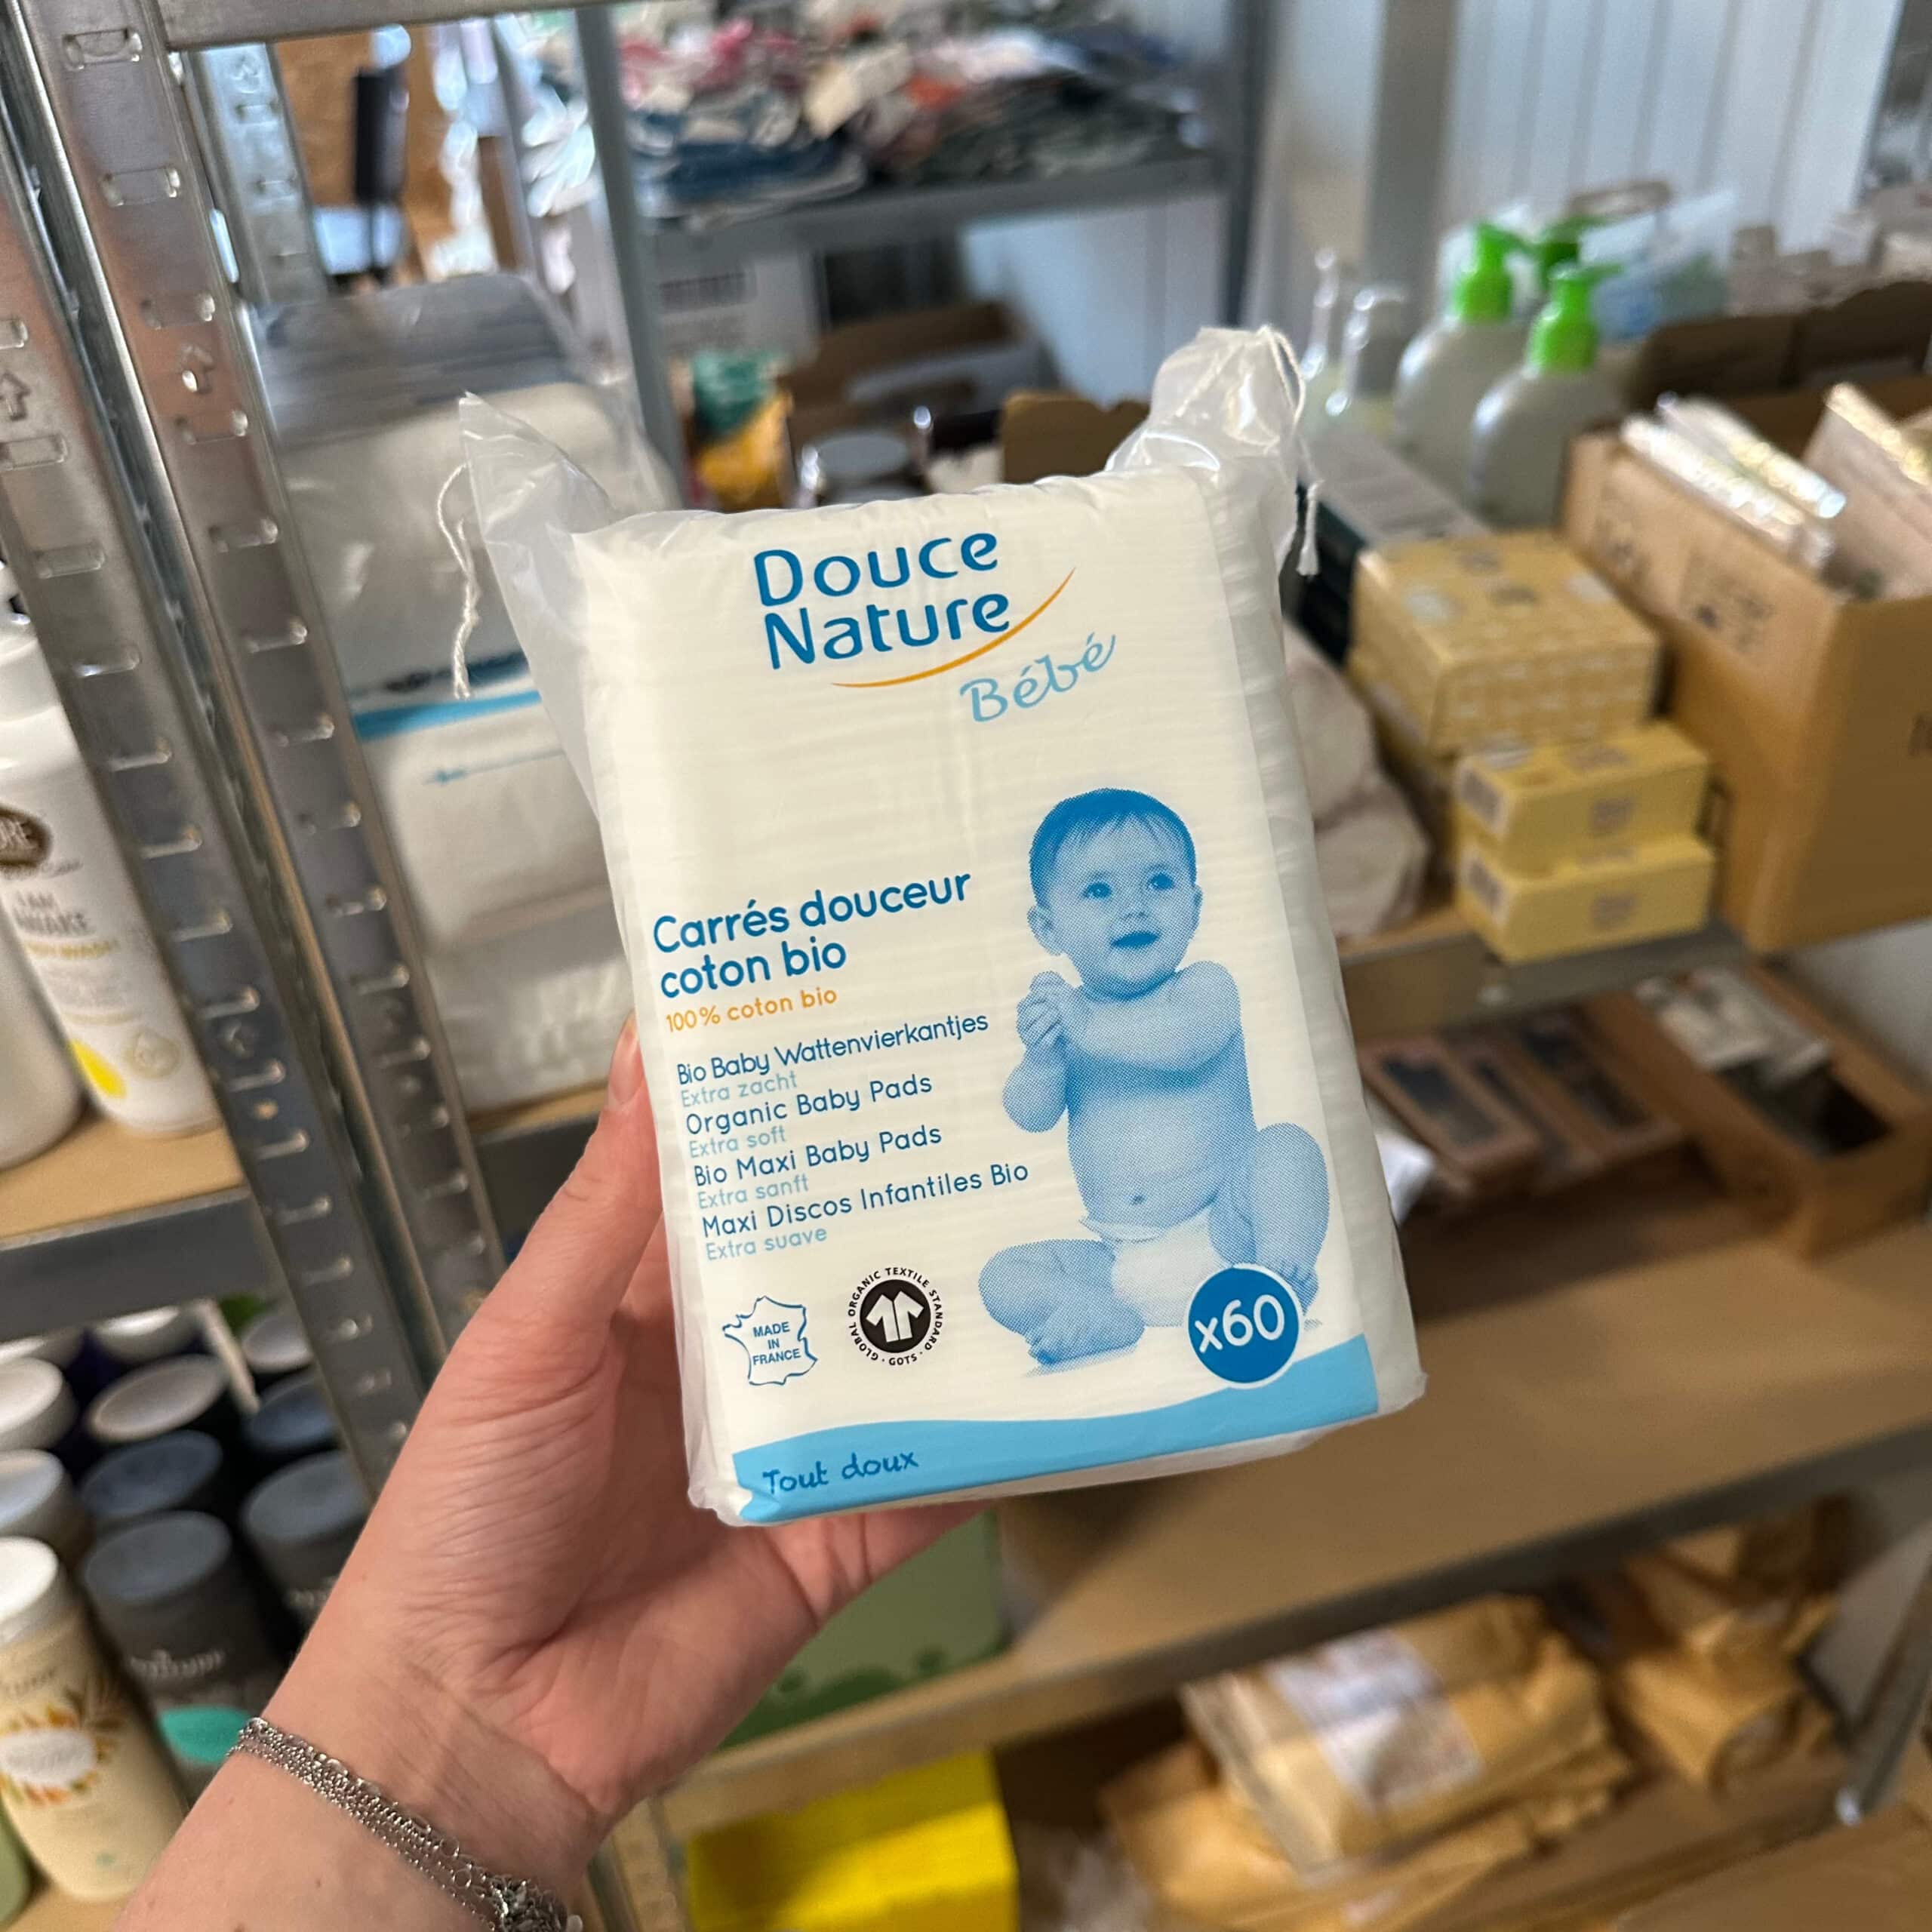 Douce
Nature
Bébé
Carrés douceur
coton bio
100% coton bio
Bio Baby Wattenvierkantjes
Extra zacht
Organic Baby Pads
Extra soft
Bio Maxi Baby Pads
Extra sanft
Maxi Discos Infantiles Bio
Extra suave
MADE
IN
FRANCE
GLOBAL ORGANIC TEXTILE STANDARD · GOTS ·
x60
Tout doux
I AM
AWAKE